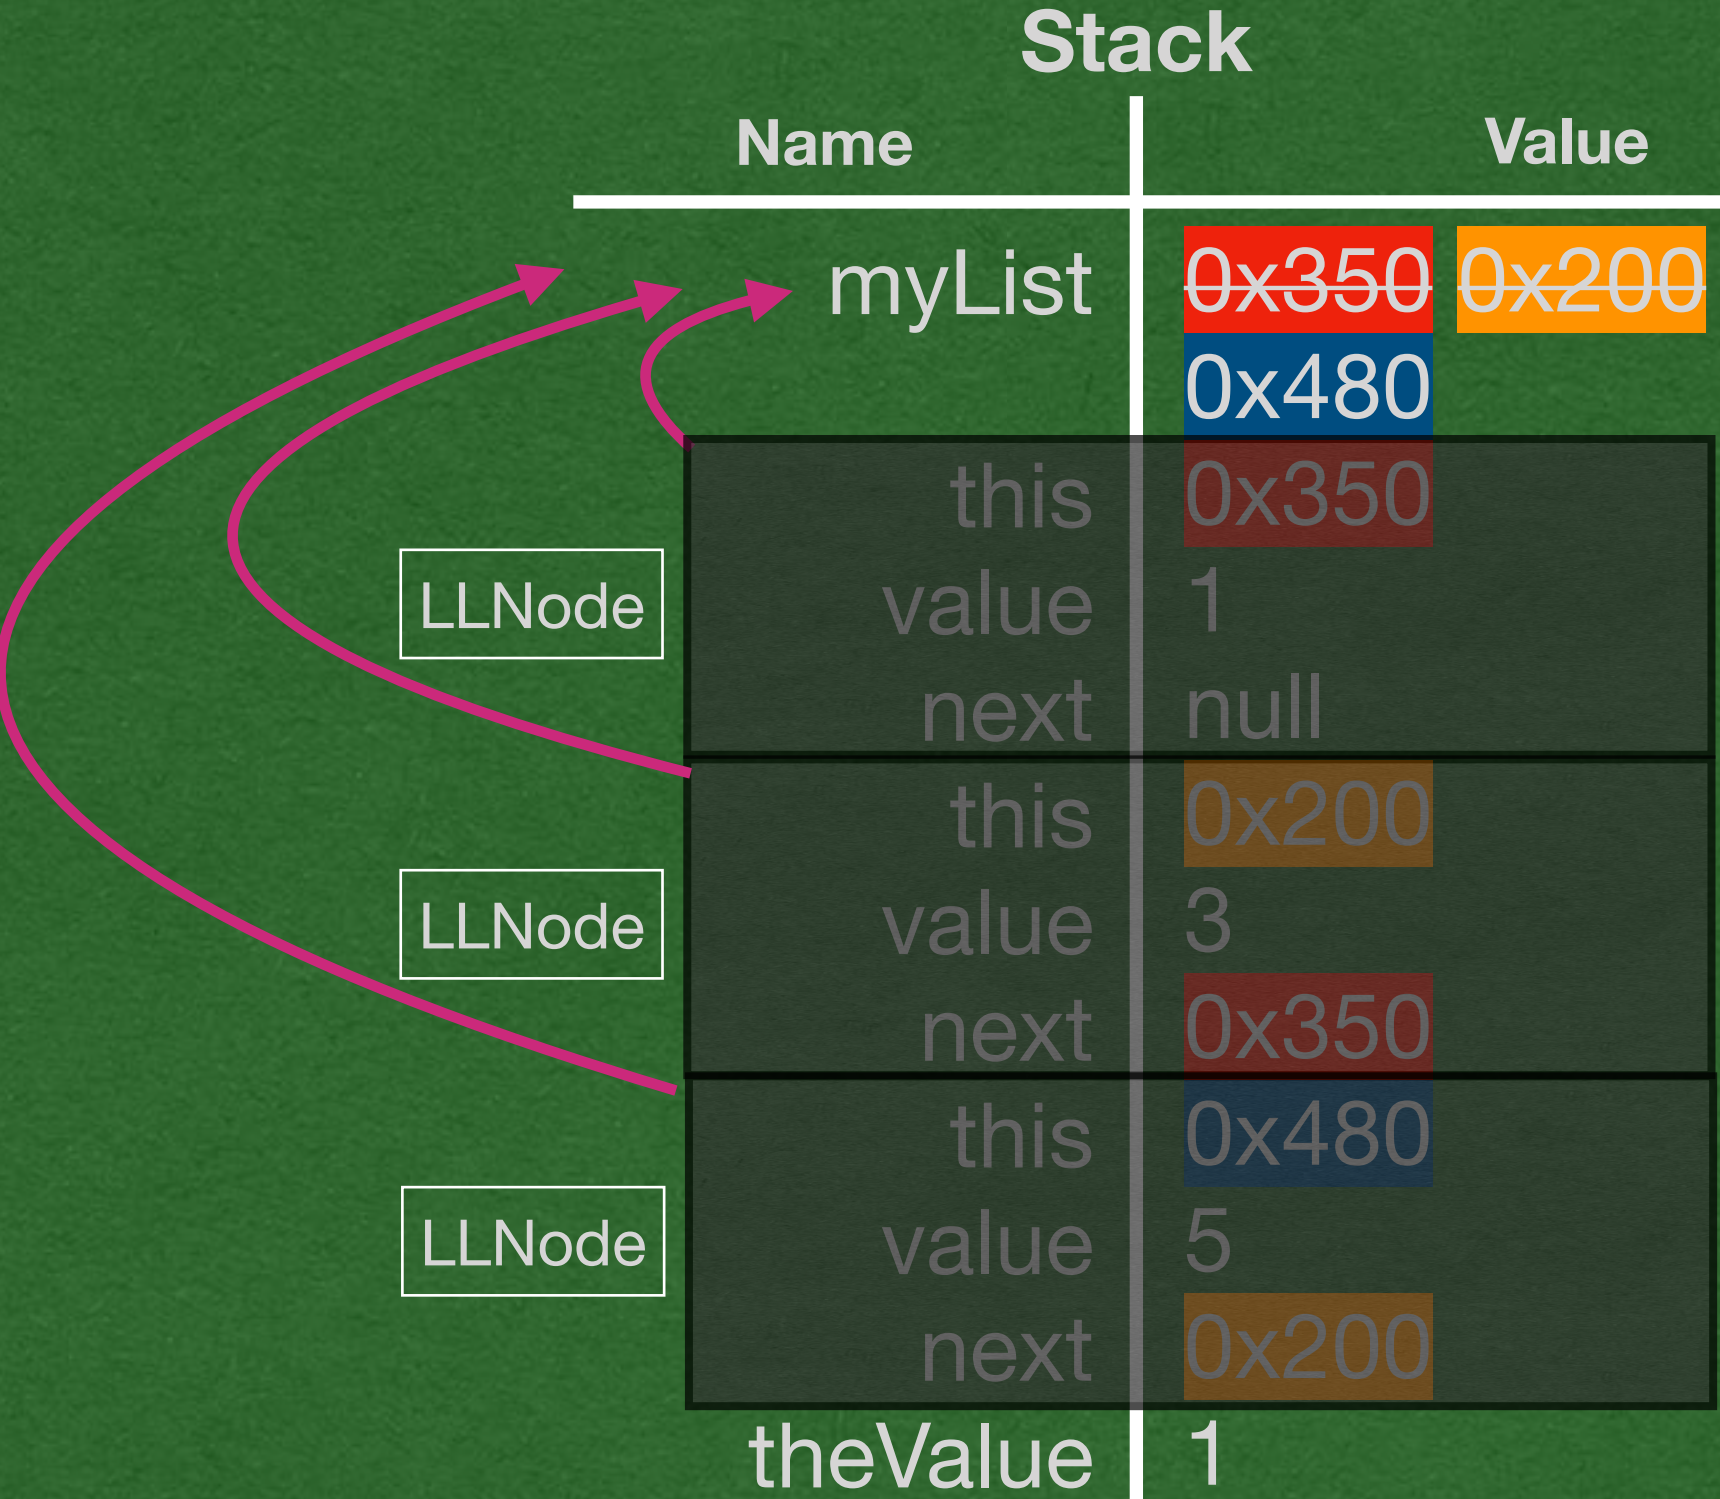 Stack
Name Value
myList 0x350 0x200
0x480
this 0x350
LLNode value 1
next null
this 0x200
LLNode value 3
next 0x350
this 0x480
LLNode value 5
next 0x200
theValue 1